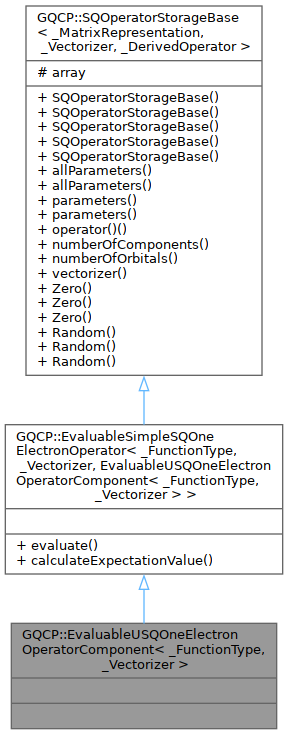 GQCP::SQOperatorStorageBase
< _MatrixRepresentation,
_Vectorizer, _DerivedOperator >
# array
+ SQOperatorStorageBase()
+ SQOperatorStorageBase()
+ SQOperatorStorageBase()
+ SQOperatorStorageBase()
+ SQOperatorStorageBase()
+ allParameters()
+ allParameters()
+ parameters()
+ parameters()
+ operator()()
+ numberOfComponents()
+ numberOfOrbitals()
+ vectorizer()
+ Zero()
+ Zero()
+ Zero()
+ Random()
+ Random()
+ Random()
GQCP::EvaluableSimpleSQOne
ElectronOperator< _FunctionType,
_Vectorizer, EvaluableUSQOneElectron
OperatorComponent< _FunctionType,
_Vectorizer > >
+ evaluate()
+ calculateExpectationValue()
GQCP::EvaluableUSQOneElectron
OperatorComponent< _FunctionType,
_Vectorizer >